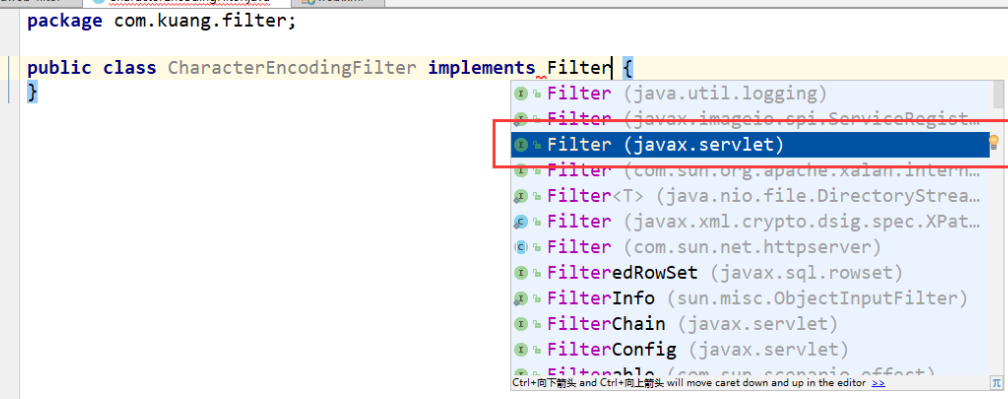 package com.kuang.filter;
public class CharacterEncodingFilter implements Filter {
}
Filter (java.util.logging)
Filter (javax.imageio.spi.ServiceRegist...
Filter (javax.servlet)
Filter (com.sun.org.apache.xalan.intern...
Filter<T> (java.nio.file.DirectoryStrea...
Filter (javax.xml.crypto.dsig.spec.XPat...
Filter (com.sun.net.httpserver)
FilteredRowSet (javax.sql.rowset)
FilterInfo (sun.misc.ObjectInputFilter)
FilterChain (javax.servlet)
FilterConfig (javax.servlet)
Filterable (com.sun.scenario.effect)
Ctrl+向下箭头 and Ctrl+向上箭头 will move caret down and up in the editor >>
π